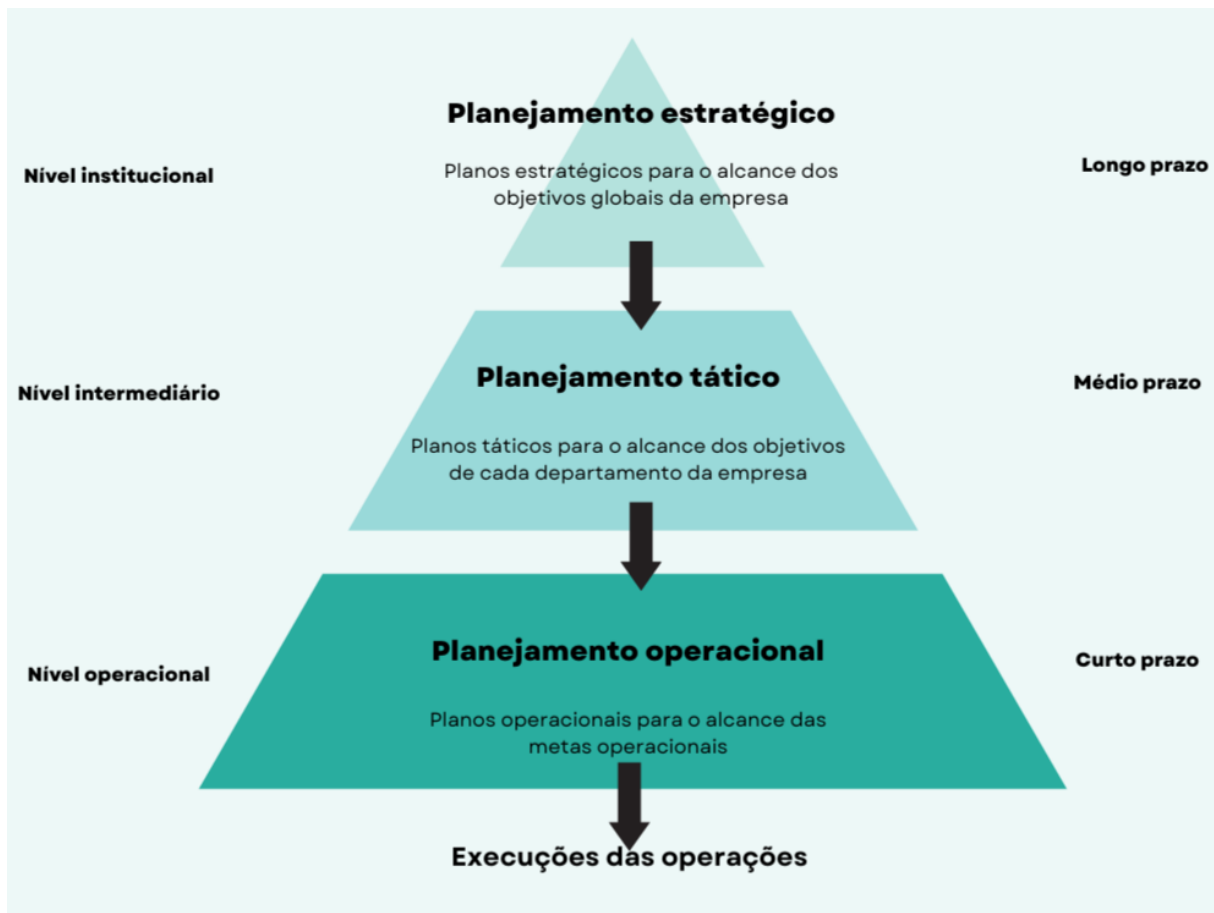 Planejamento estratégico
Nível institucional
Planos estratégicos para o alcance dos
objetivos globais da empresa
Longo prazo
Planejamento tático
Nível intermediário
Médio prazo
Planos táticos para o alcance dos objetivos
de cada departamento da empresa
Planejamento operacional
Nível operacional
Curto prazo
Planos operacionais para o alcance das
metas operacionais
Execuções das operações